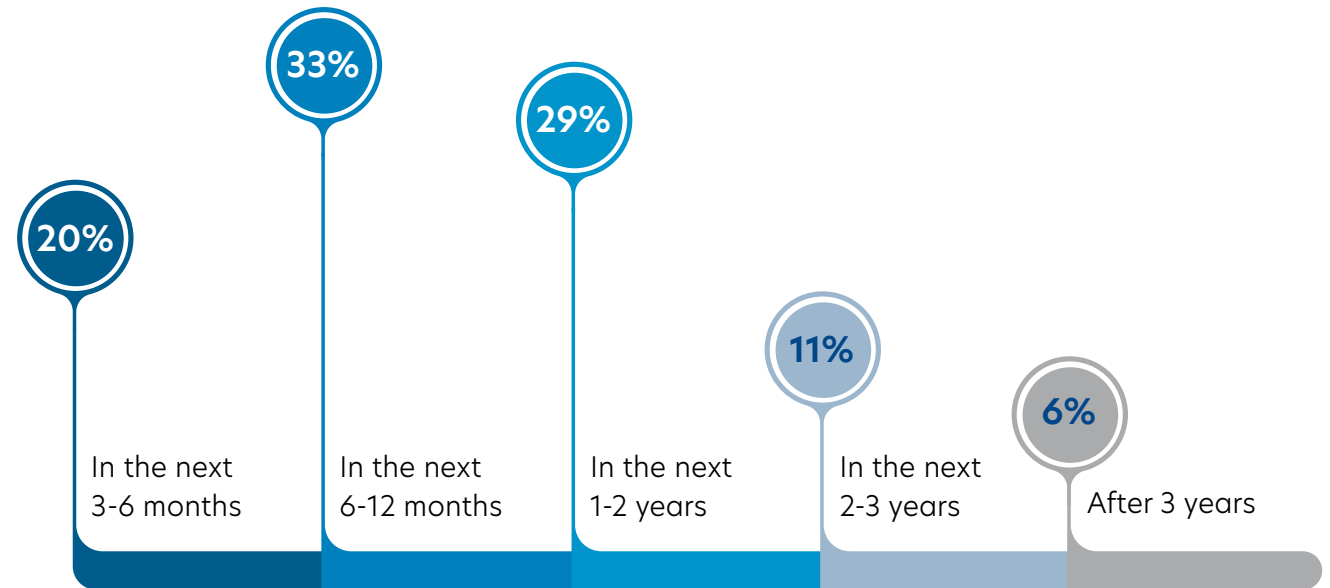 33%
29%
20%
11%
6%
In the next
3-6 months
In the next
6-12 months
In the next
1-2 years
In the next
2-3 years
After 3 years